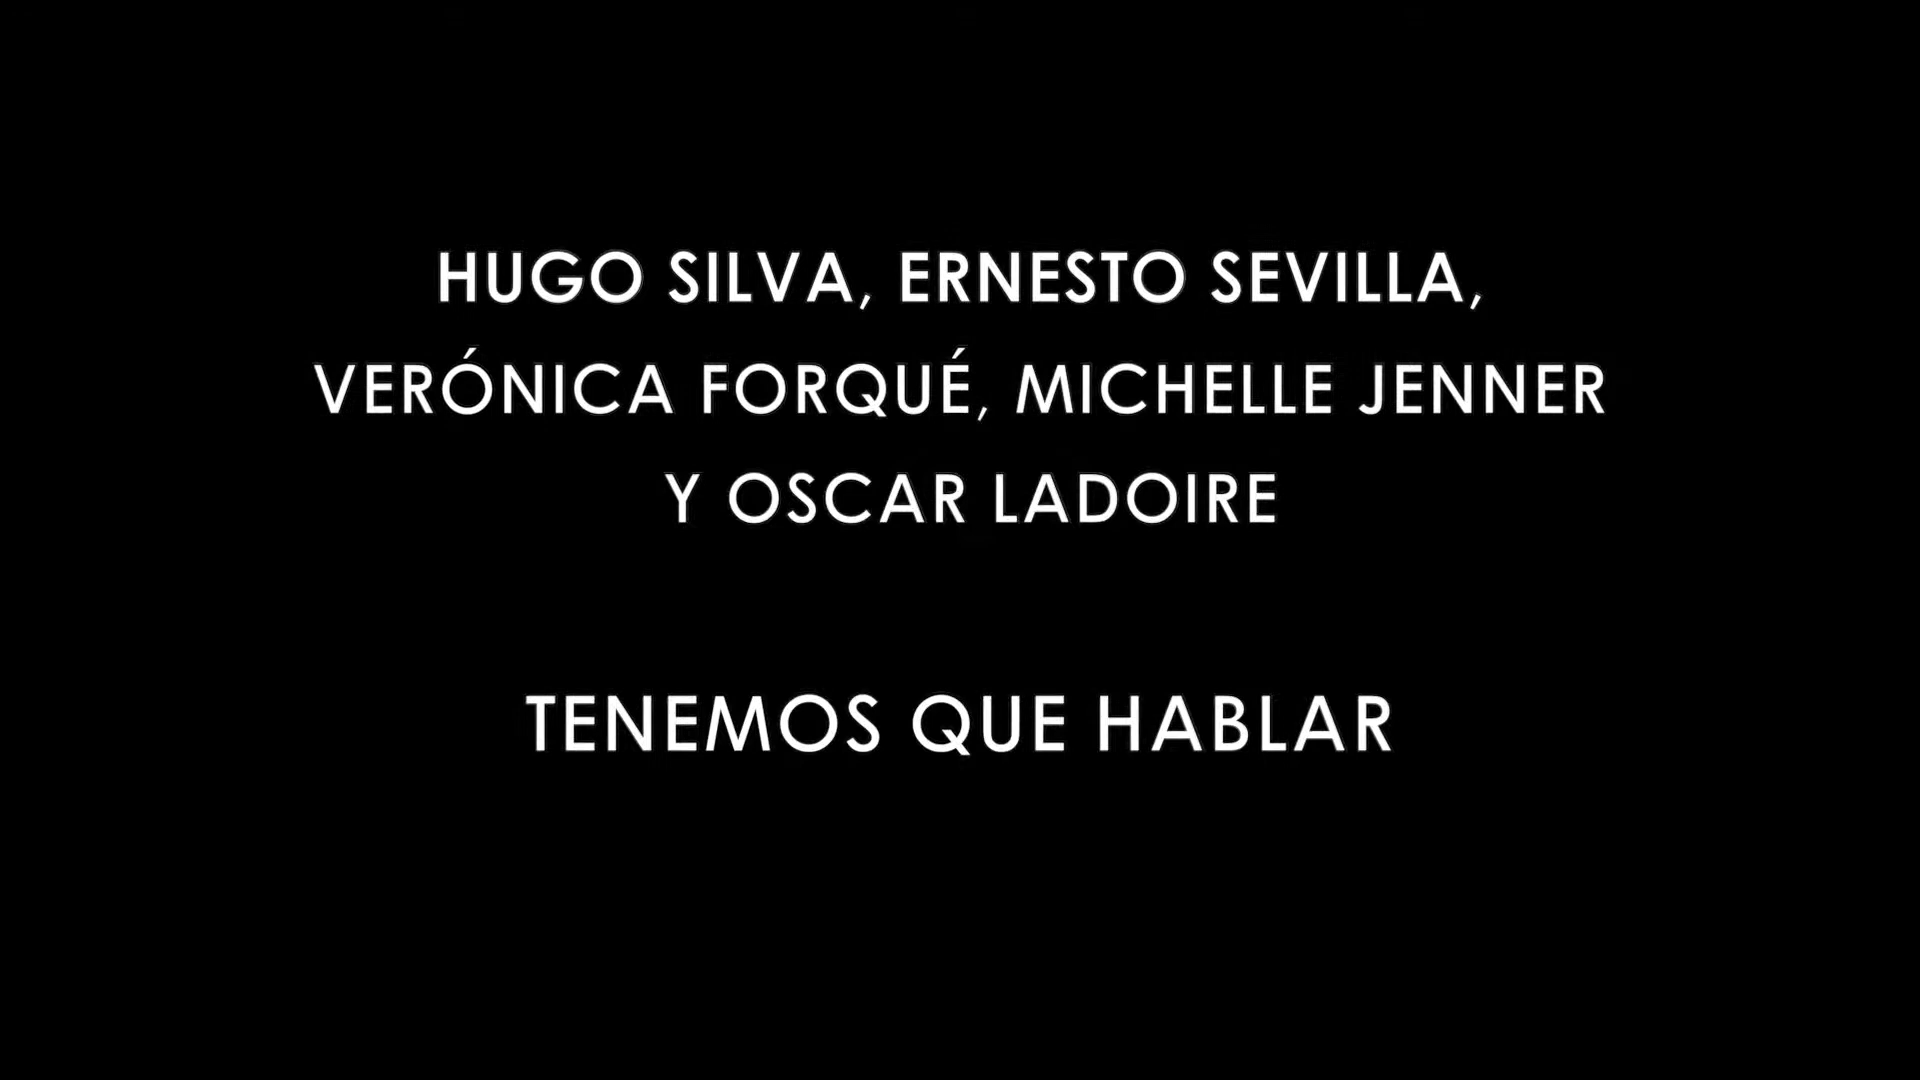 HUGO SILVA, ERNESTO SEVILLA,
VERÓNICA FORQUÉ, MICHELLE JENNER
Y OSCAR LADOIRE
TENEMOS QUE HABLAR